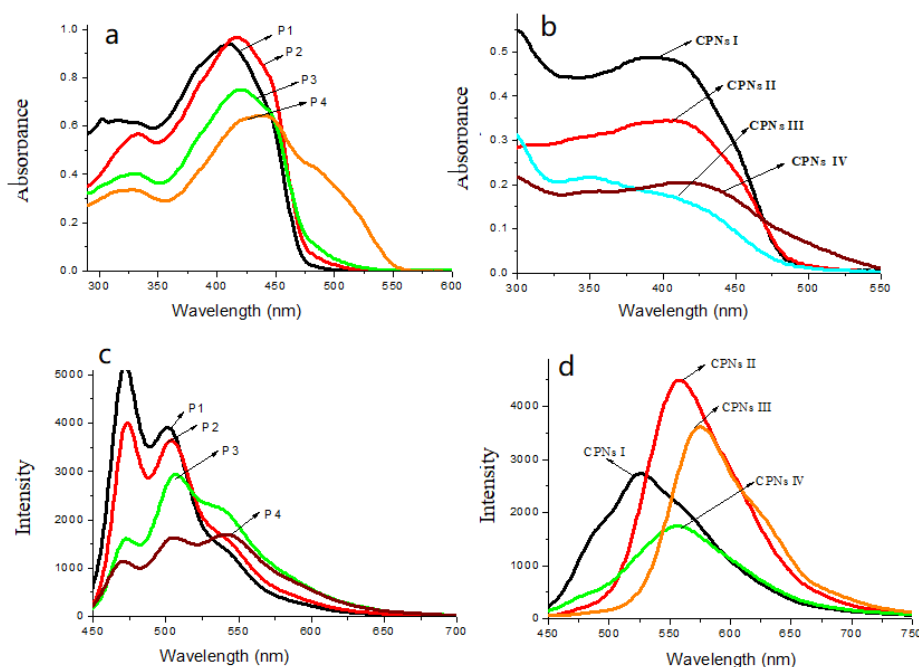 a
P1
P2
P3
P4
1.0
0.8
0.6
0.4
0.2
0.0
Absorbance
300 350 400 450 500 550 600
Wavelength (nm)
b
CPNs I
CPNs II
CPNs III
CPNs IV
0.5
0.4
0.3
0.2
0.1
0.0
Absorbance
300 350 400 450 500 550
Wavelength (nm)
c
P1
P2
P3
P4
5000
4000
3000
2000
1000
0
Intensity
450 500 550 600 650 700
Wavelength (nm)
d
CPNs II
CPNs III
CPNs I
CPNs IV
4000
3000
2000
1000
0
Intensity
450 500 550 600 650 700 750
Wavelength (nm)